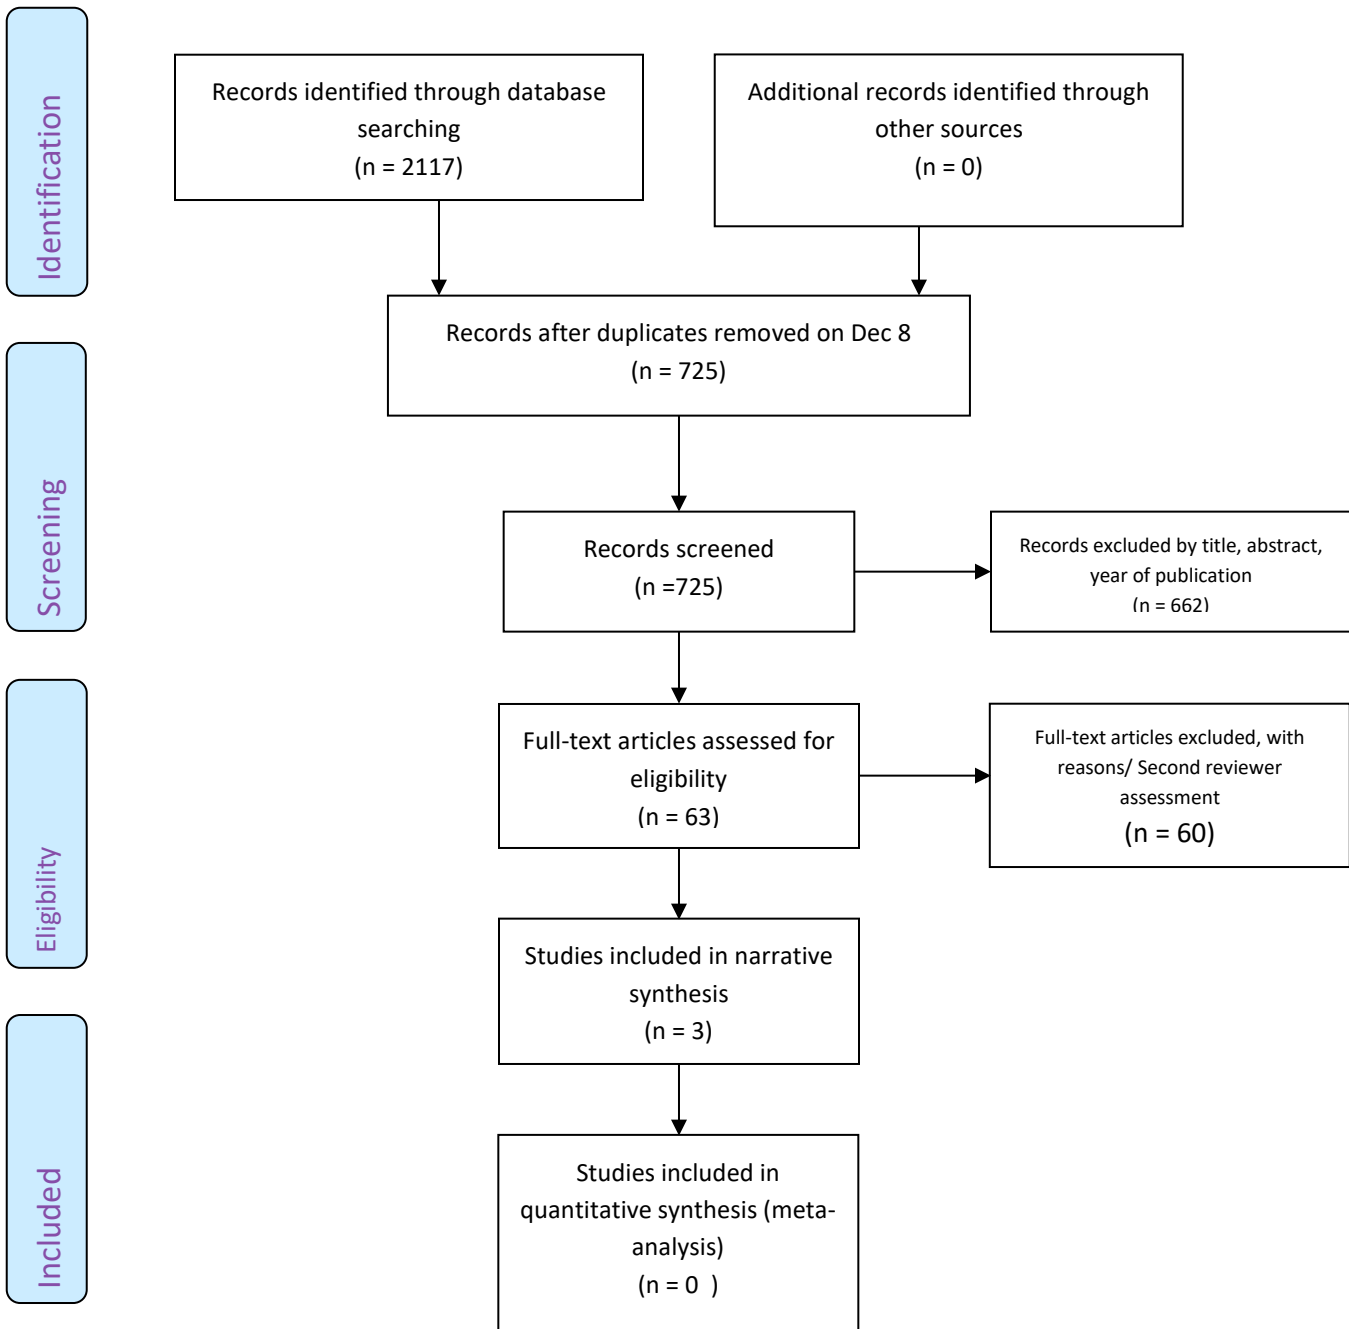 Identification
Records identified through database
searching
(n = 2117)
Additional records identified through
other sources
(n = 0)
Records after duplicates removed on Dec 8
(n = 725)
Screening
Records screened
(n =725)
Records excluded by title, abstract,
year of publication
(n = 662)
Eligibility
Full-text articles assessed for
eligibility
(n = 63)
Full-text articles excluded, with
reasons/ Second reviewer
assessment
(n = 60)
Studies included in narrative
synthesis
(n = 3)
Included
Studies included in
quantitative synthesis (meta-
analysis)
(n = 0  )